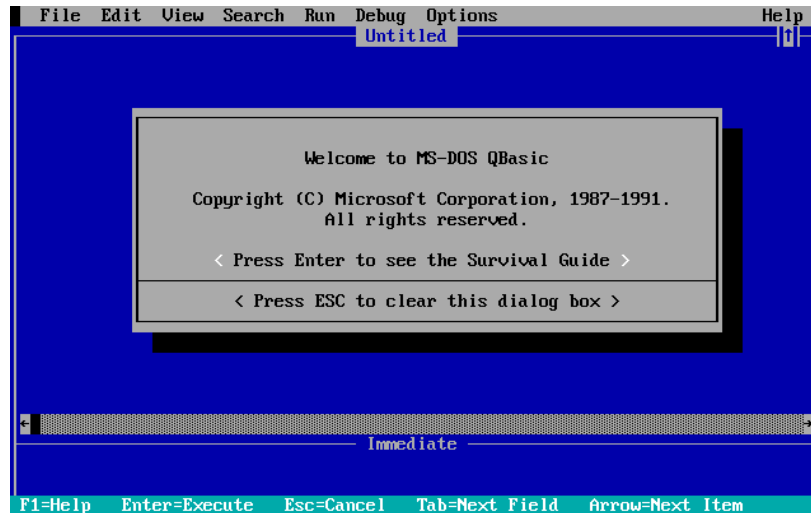 File Edit View Search Run Debug Options Help
Untitled
Welcome to MS-DOS QBasic
Copyright (C) Microsoft Corporation, 1987-1991.
All rights reserved.
< Press Enter to see the Survival Guide >
< Press ESC to clear this dialog box >
Immediate
F1=Help Enter=Execute Esc=Cancel Tab=Next Field Arrow=Next Item